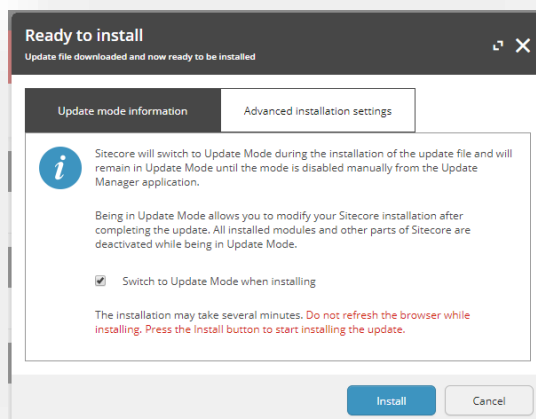 Ready to install
Update file downloaded and now ready to be installed
Update mode information
Advanced installation settings
i
Sitecore will switch to Update Mode during the installation of the update file and will
remain in Update Mode until the mode is disabled manually from the Update
Manager application.
Being in Update Mode allows you to modify your Sitecore installation after
completing the update. All installed modules and other parts of Sitecore are
deactivated while being in Update Mode.
Switch to Update Mode when installing
The installation may take several minutes. Do not refresh the browser while
installing. Press the Install button to start installing the update.
Install
Cancel